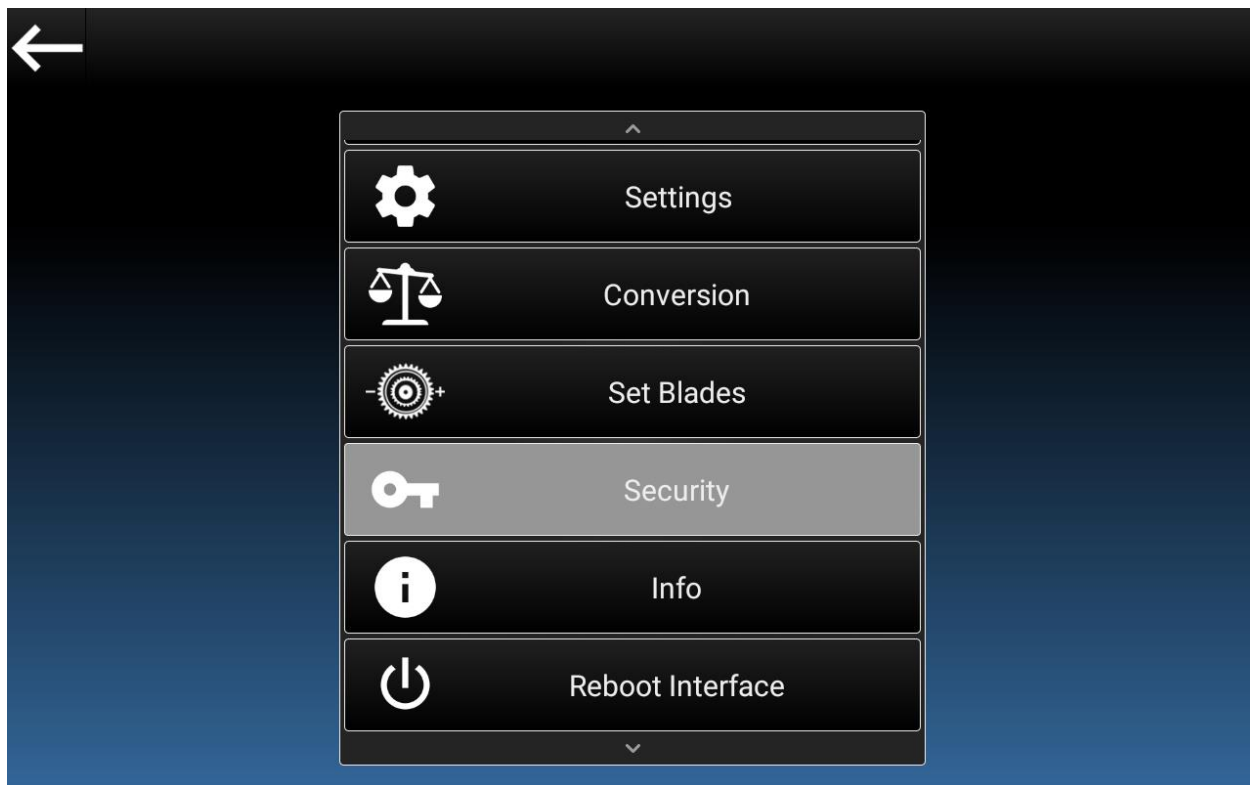 Settings
Conversion
Set Blades
Security
Info
Reboot Interface